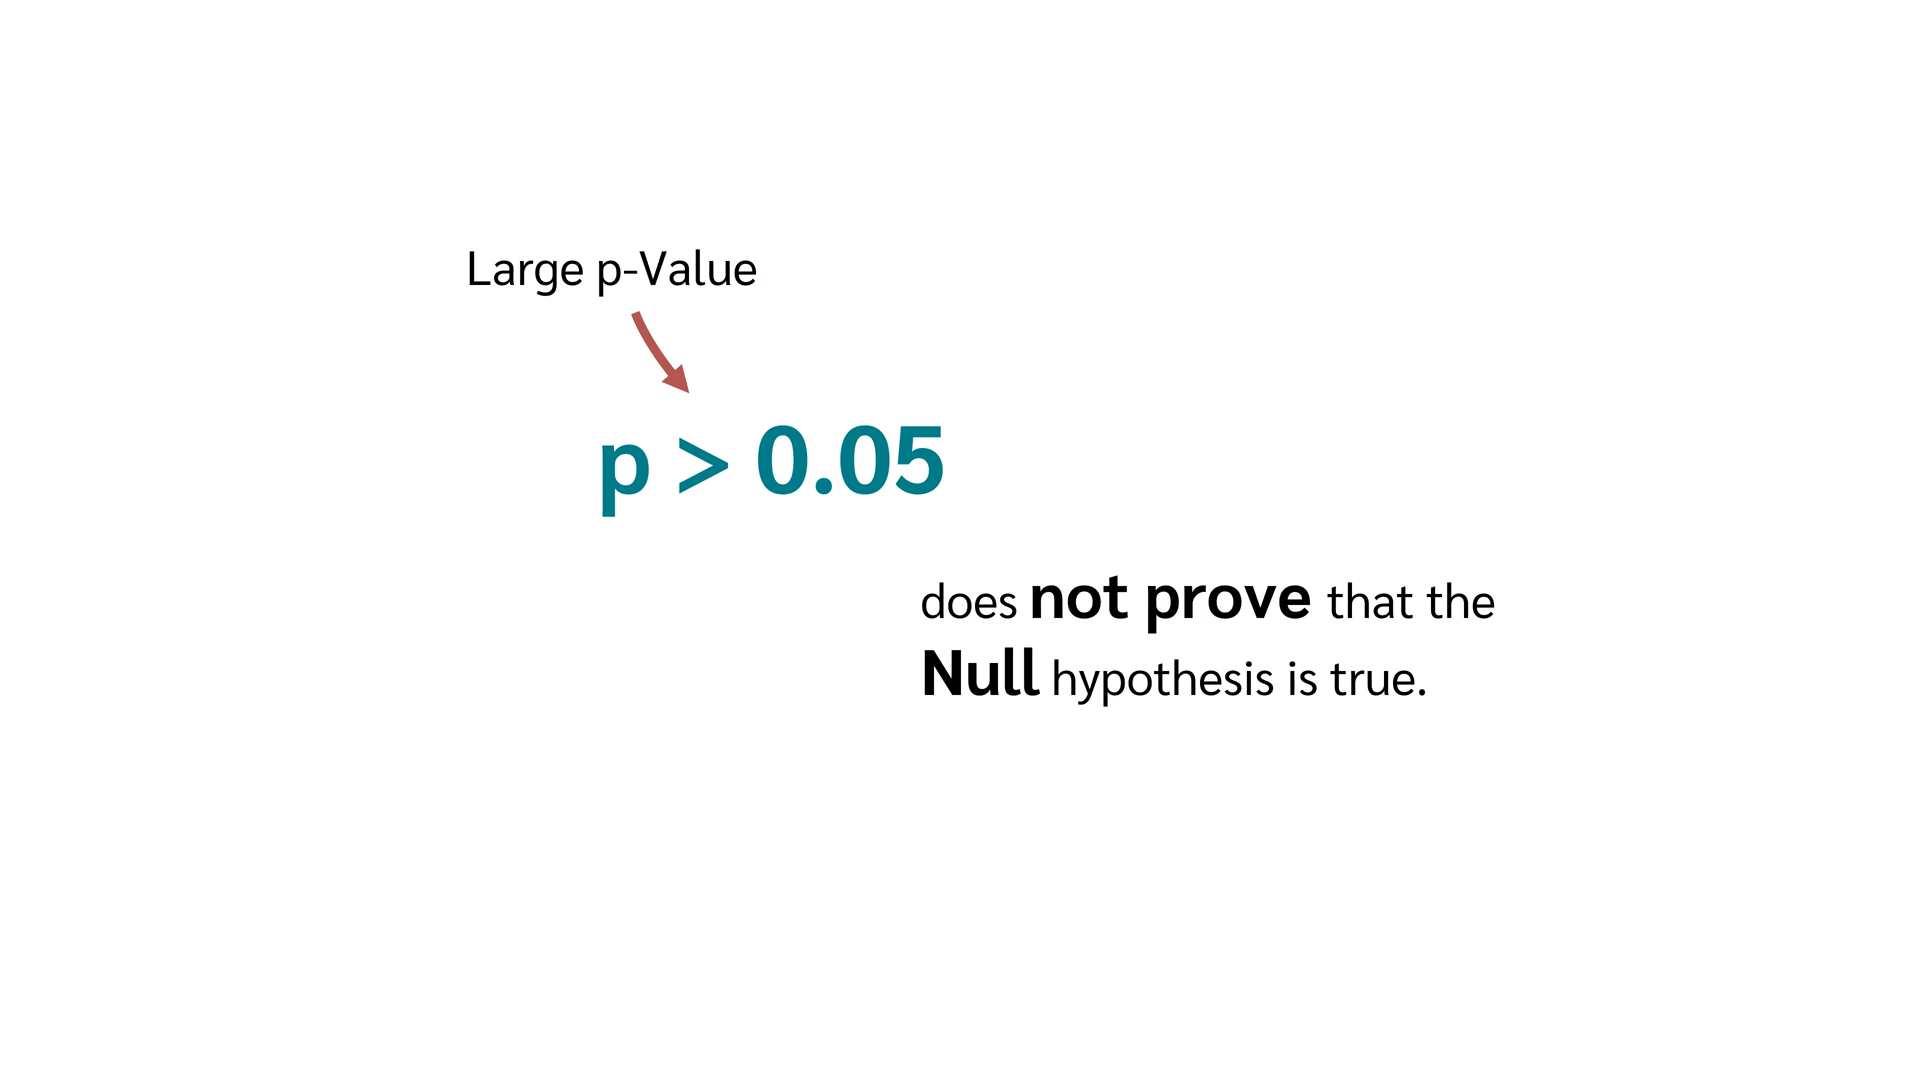 Large p-Value
p > 0.05
does not prove that the
Null hypothesis is true.